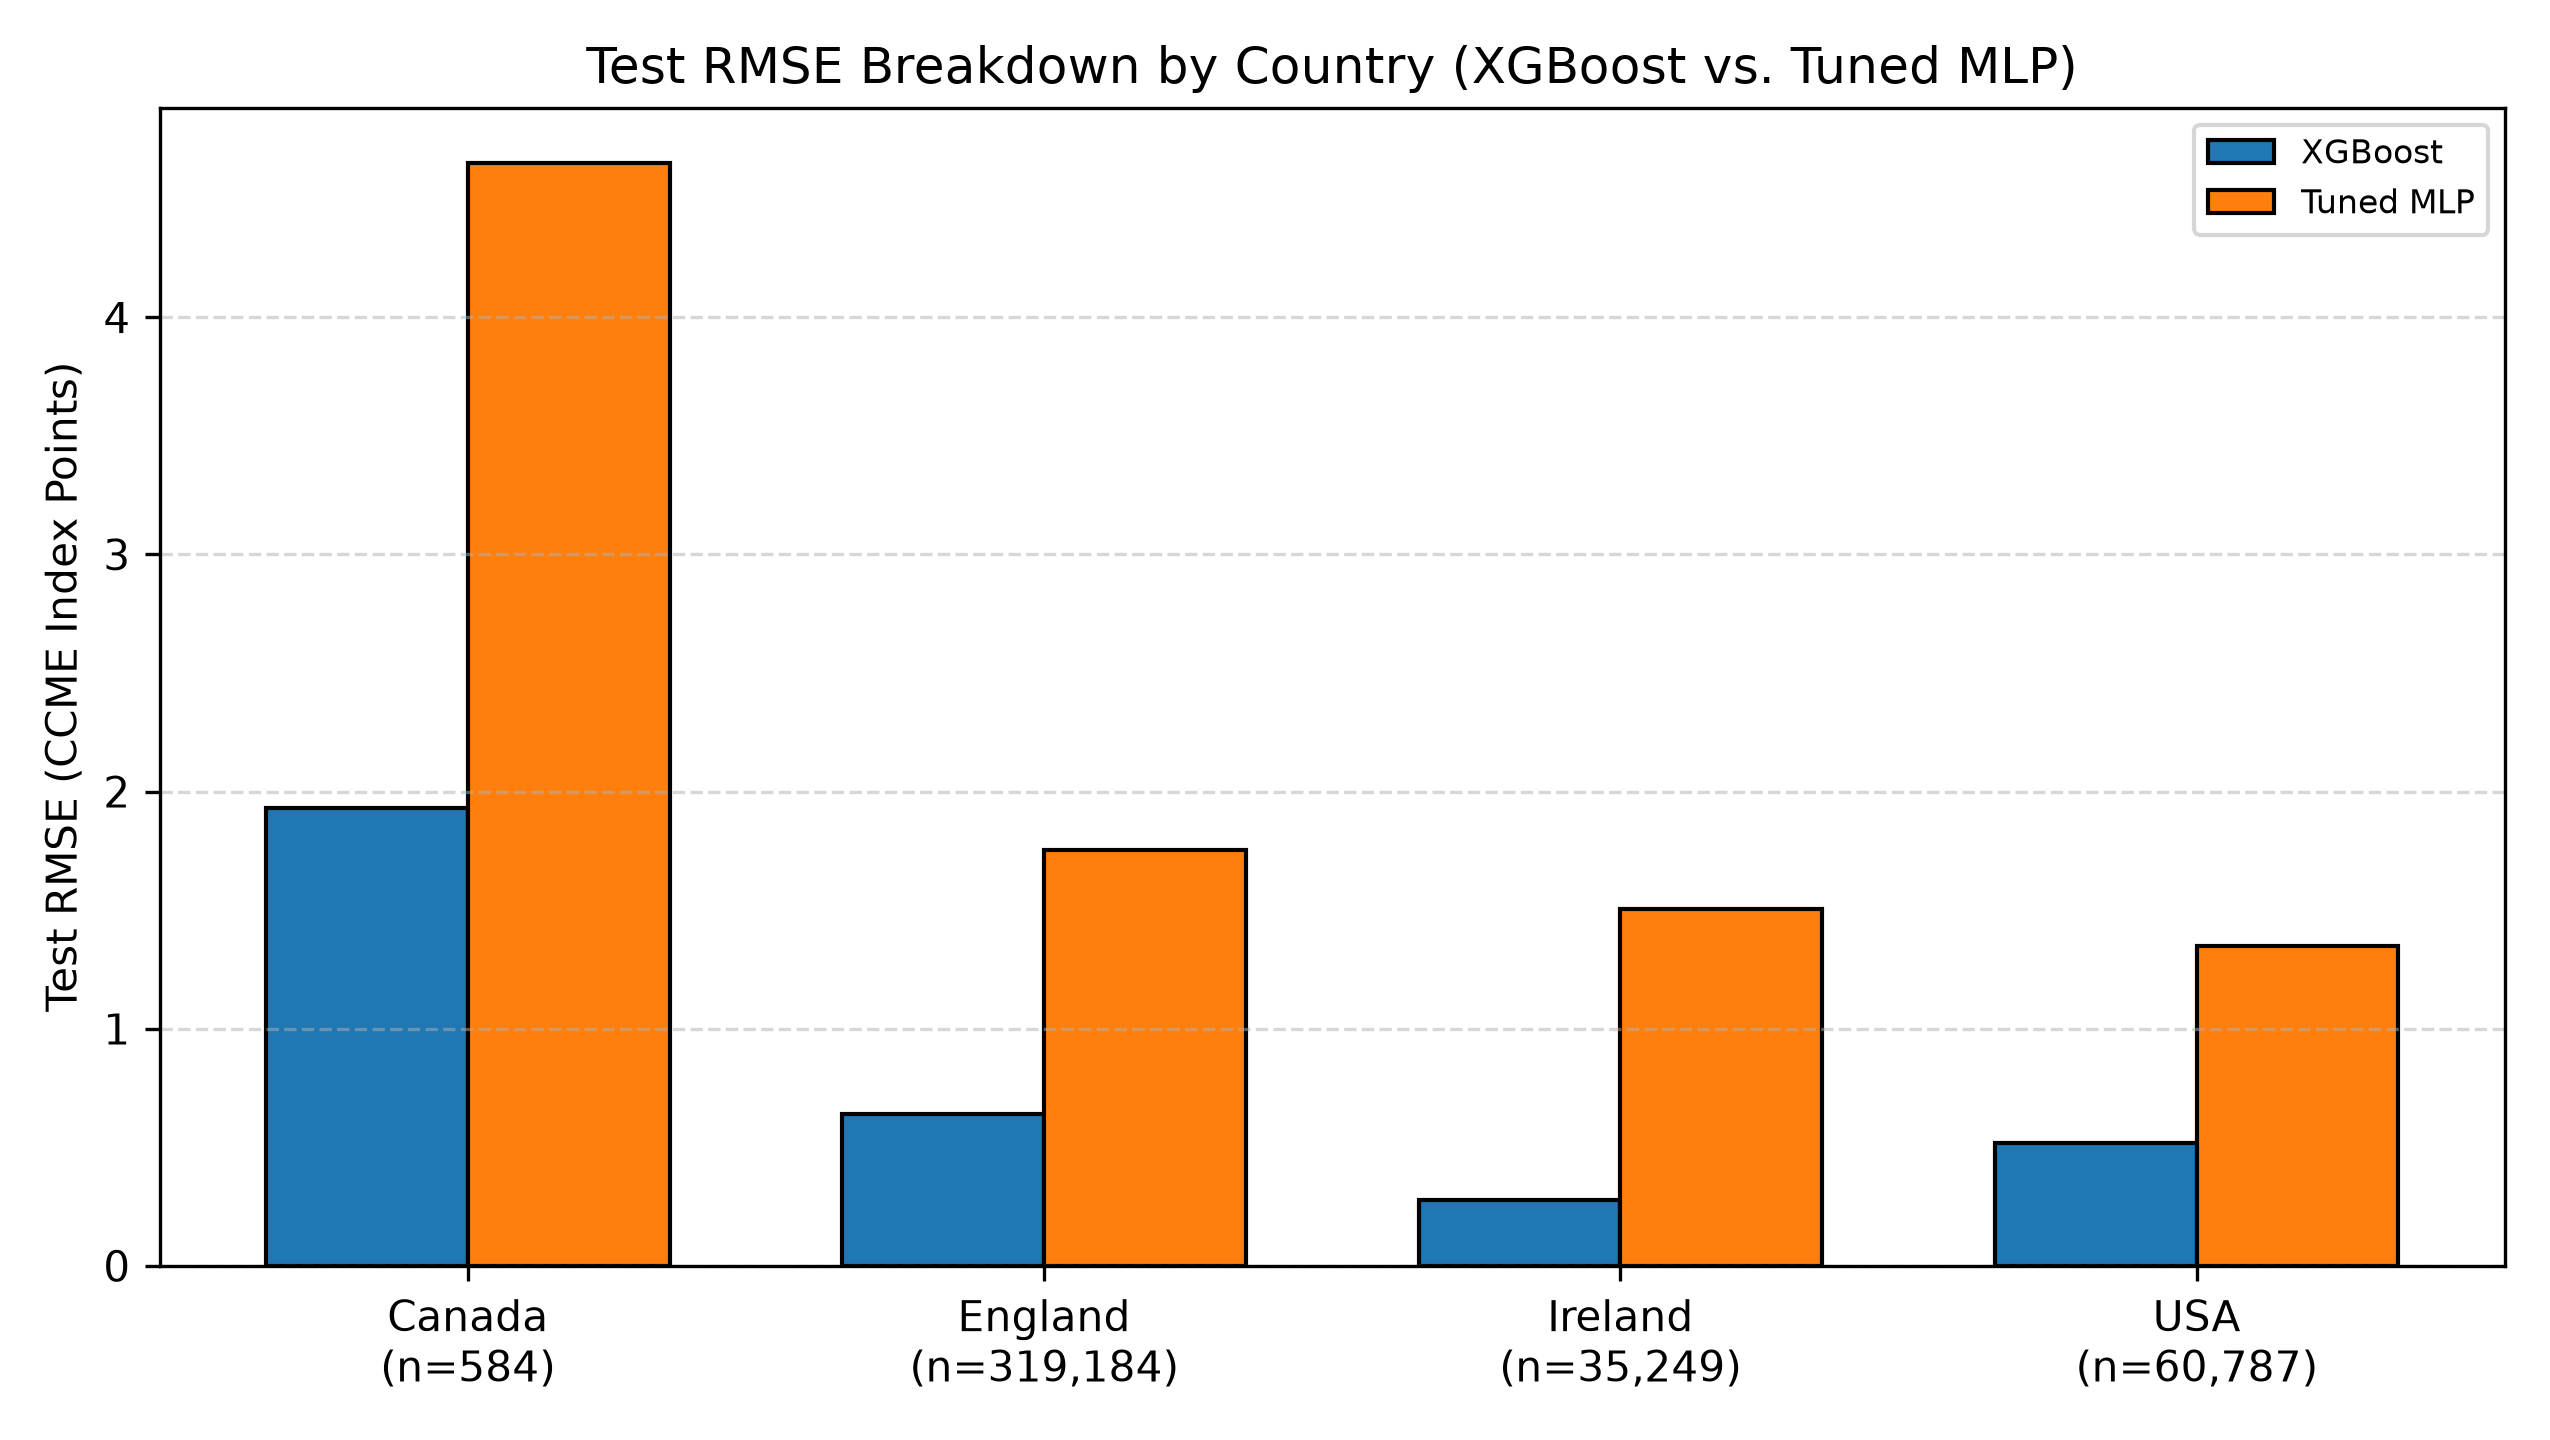 Test RMSE Breakdown by Country (XGBoost vs. Tuned MLP)
XGBoost
Tuned MLP
Test RMSE (CCME Index Points)
4
3
2
1
0
Canada
(n=584)
England
(n=319,184)
Ireland
(n=35,249)
USA
(n=60,787)